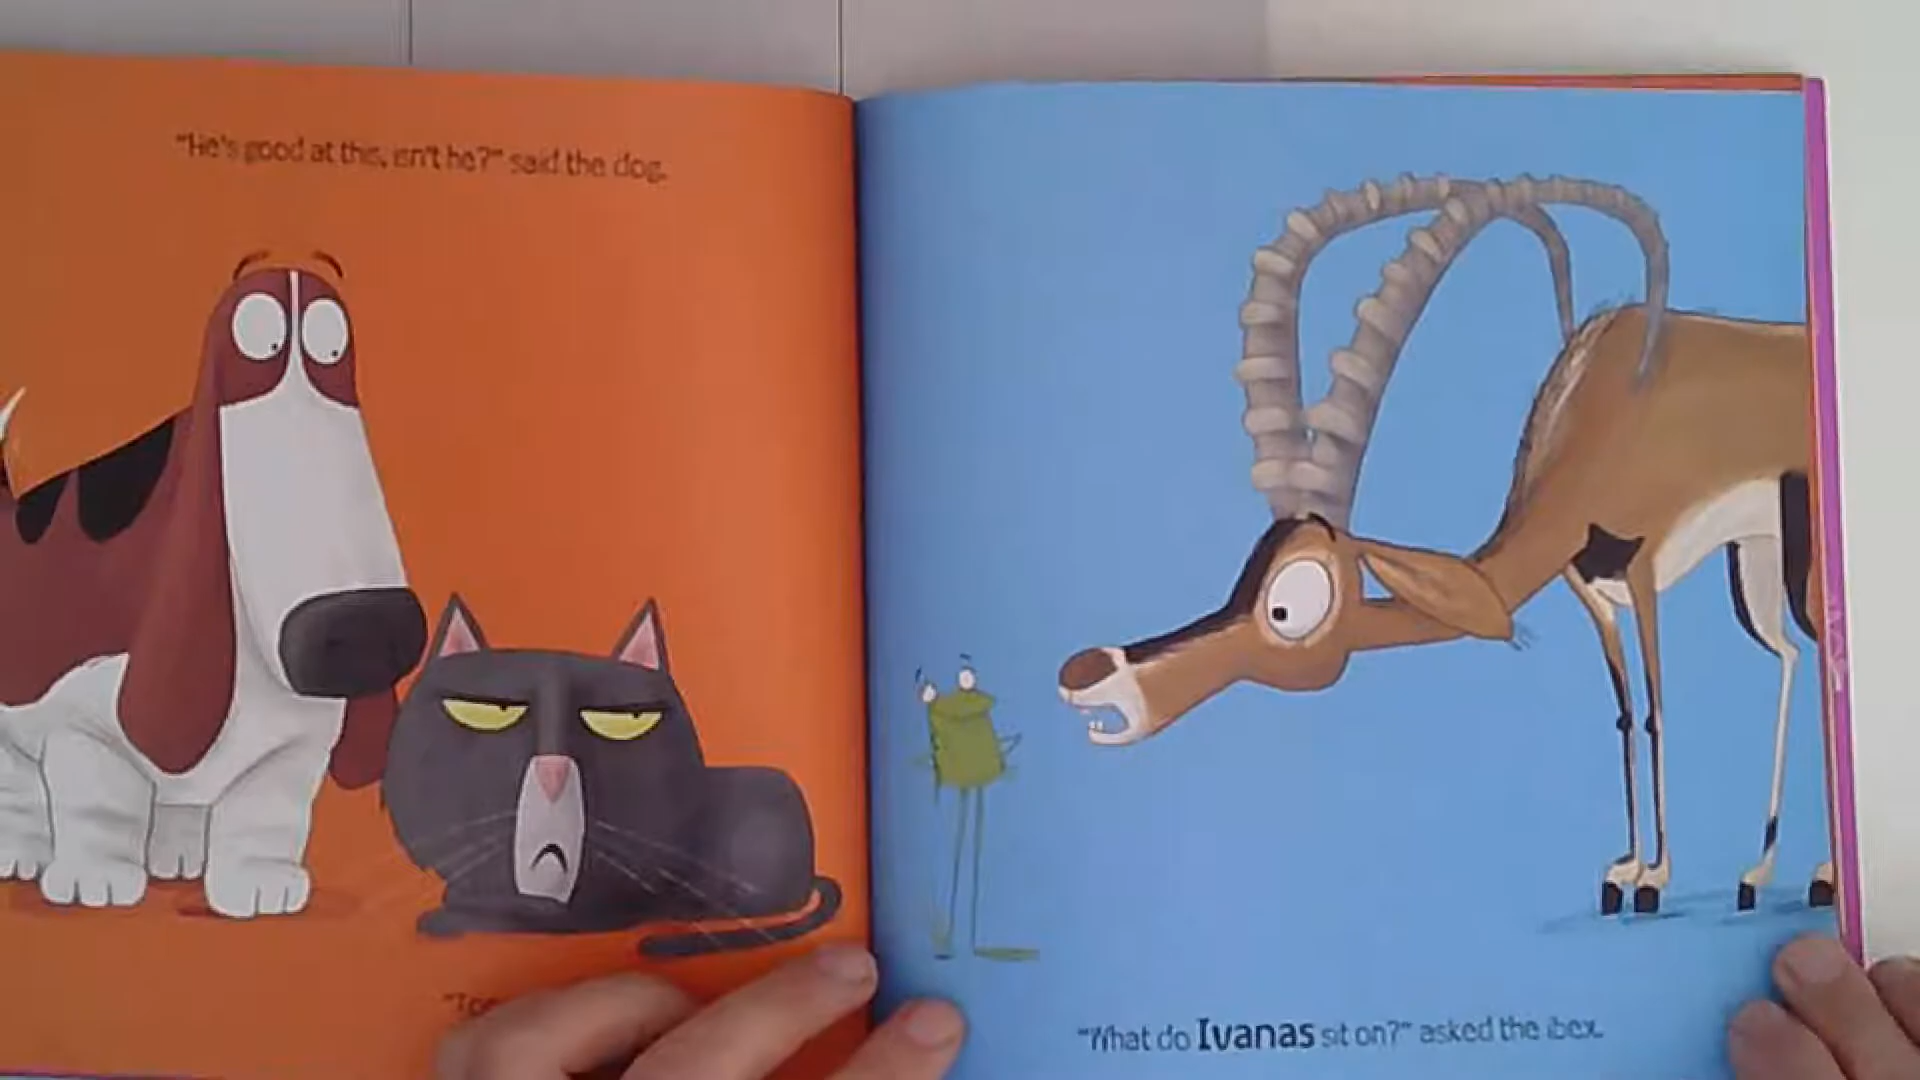 "He's good at this, isn't he?" said the dog.
"What do Ivanas sit on?" asked the ibex.